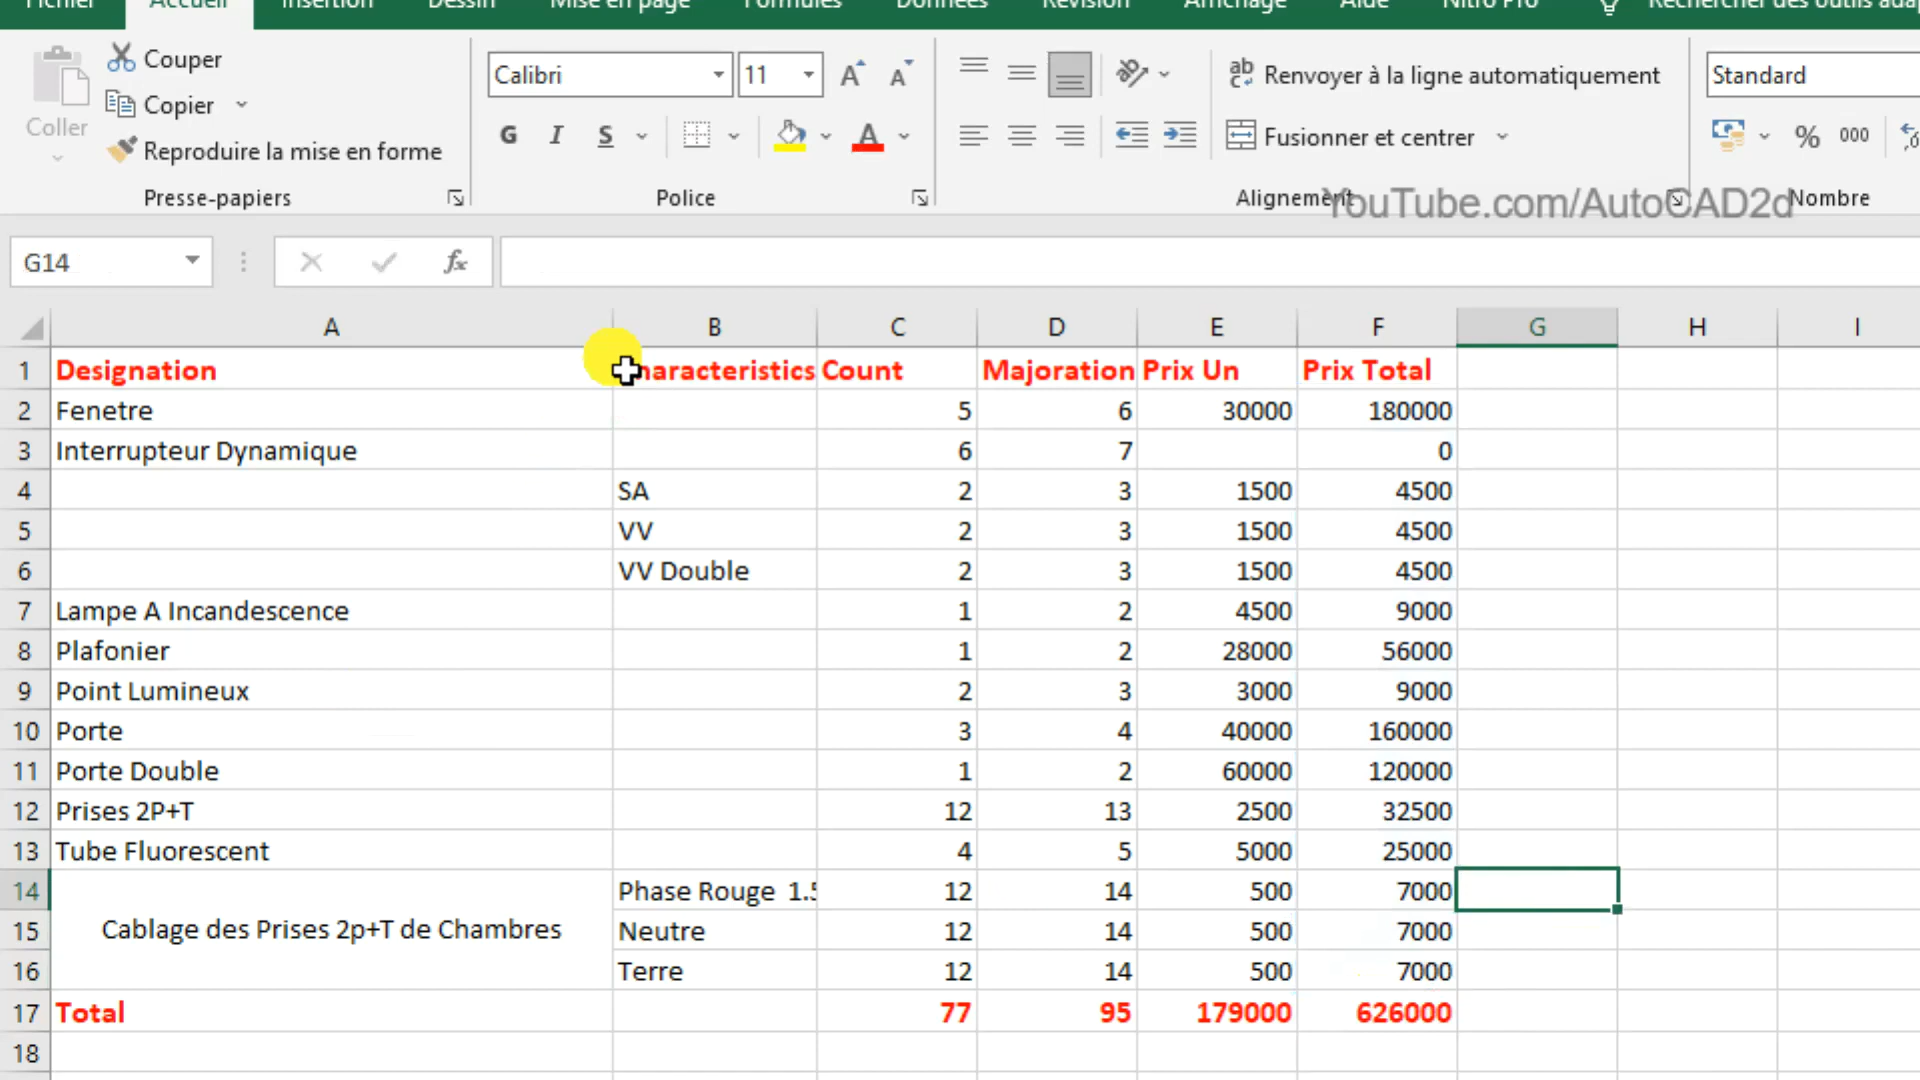 Fichier Accueil Insertion Dessin Mise en page Formules Données Révision Affichage Aide Nitro Pro Rechercher des outils
Couper
Copier
Coller
Reproduire la mise en forme
Presse-papiers
Calibri 11
G I S
Police
Renvoyer à la ligne automatiquement
Fusionner et centrer
Alignement
Standard
% 000
Nombre
YouTube.com/AutoCAD2d
G14 fx
A B C D E F G H I
1 Designation Characteristics Count Majoration Prix Un Prix Total
2 Fenetre 5 6 30000 180000
3 Interrupteur Dynamique 6 7 0
4 SA 2 3 1500 4500
5 VV 2 3 1500 4500
6 VV Double 2 3 1500 4500
7 Lampe A Incandescence 1 2 4500 9000
8 Plafonier 1 2 28000 56000
9 Point Lumineux 2 3 3000 9000
10 Porte 3 4 40000 160000
11 Porte Double 1 2 60000 120000
12 Prises 2P+T 12 13 2500 32500
13 Tube Fluorescent 4 5 5000 25000
14 Phase Rouge 1.5 12 14 500 7000
Cablage des Prises 2p+T de Chambres
15 Neutre 12 14 500 7000
16 Terre 12 14 500 7000
17 Total 77 95 179000 626000
18